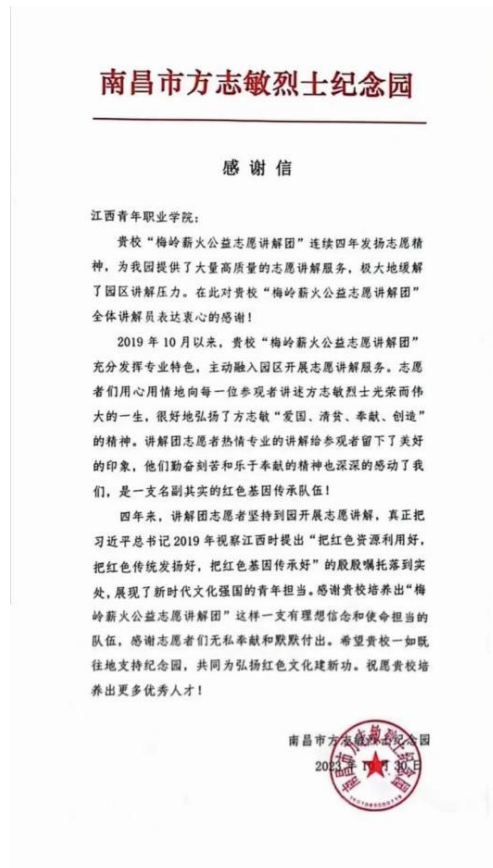 南昌市方志敏烈士纪念园
感谢信
江西青年职业学院：
贵校“梅岭薪火公益志愿讲解团”连续四年发扬志愿精
神，为我园提供了大量高质量的志愿讲解服务，极大地缓解
了园区讲解压力。在此对贵校“梅岭薪火公益志愿讲解团”
全体讲解员表达衷心的感谢！
2019年10月以来，贵校“梅岭薪火公益志愿讲解团”
充分发挥专业特色，主动融入园区开展志愿讲解服务。志愿
者们用心用情地向每一位参观者讲述方志敏烈士光荣而伟
大的一生，很好地弘扬了方志敏“爱国、清贫、奉献、创造”
的精神。讲解团志愿者热情专业的讲解给参观者留下了美好
的印象，他们勤奋刻苦和乐于奉献的精神也深深的感动了我
们，是一支名副其实的红色基因传承队伍！
四年来，讲解团志愿者坚持到园开展志愿讲解，真正把
习近平总书记2019年视察江西时提出“把红色资源利用好，
把红色传统发扬好，把红色基因传承好”的殷殷嘱托落到实
处，展现了新时代文化强国的青年担当。感谢贵校培养出“梅
岭薪火公益志愿讲解团”这样一支有理想信念和使命担当的
队伍，感谢志愿者们无私奉献和默默付出。希望贵校一如既
往地支持纪念园，共同为弘扬红色文化建新功。祝愿贵校培
养出更多优秀人才！
南昌市方志敏烈士纪念园
2023年10月30日
南昌市方志敏烈士纪念园